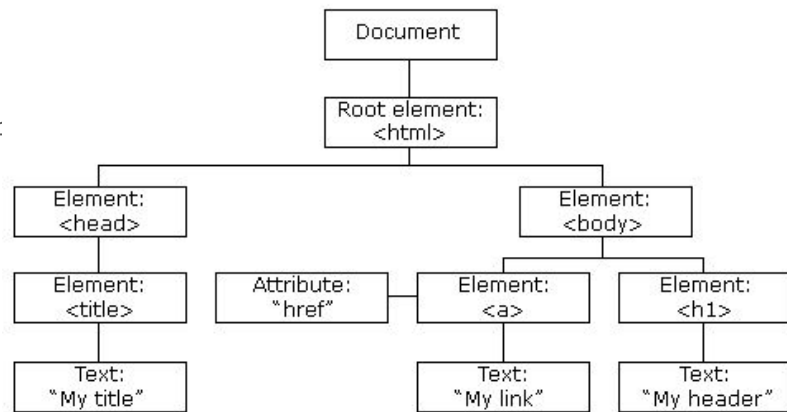 Document
Root element:
<html>
Element:
<head>
Element:
<body>
Element:
<title>
Attribute:
“href”
Element:
<a>
Element:
<h1>
Text:
“My title”
Text:
“My link”
Text:
“My header”